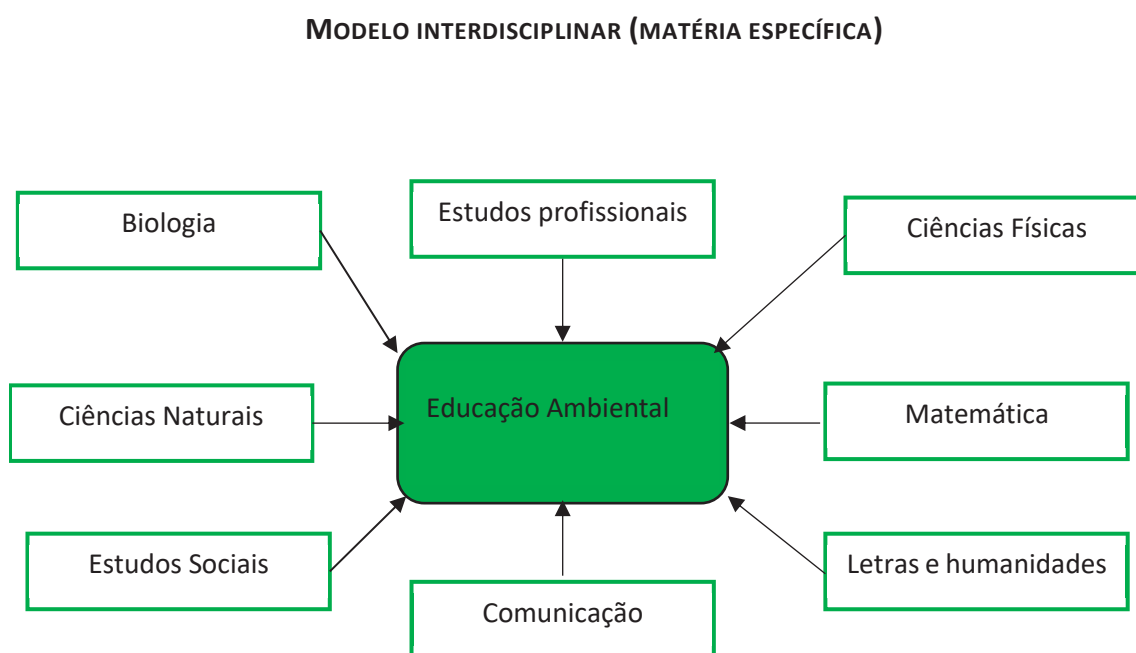 MODELO INTERDISCIPLINAR (MATÉRIA ESPECÍFICA)
Biologia
Estudos profissionais
Ciências Físicas
Ciências Naturais
Educação Ambiental
Matemática
Estudos Sociais
Comunicação
Letras e humanidades